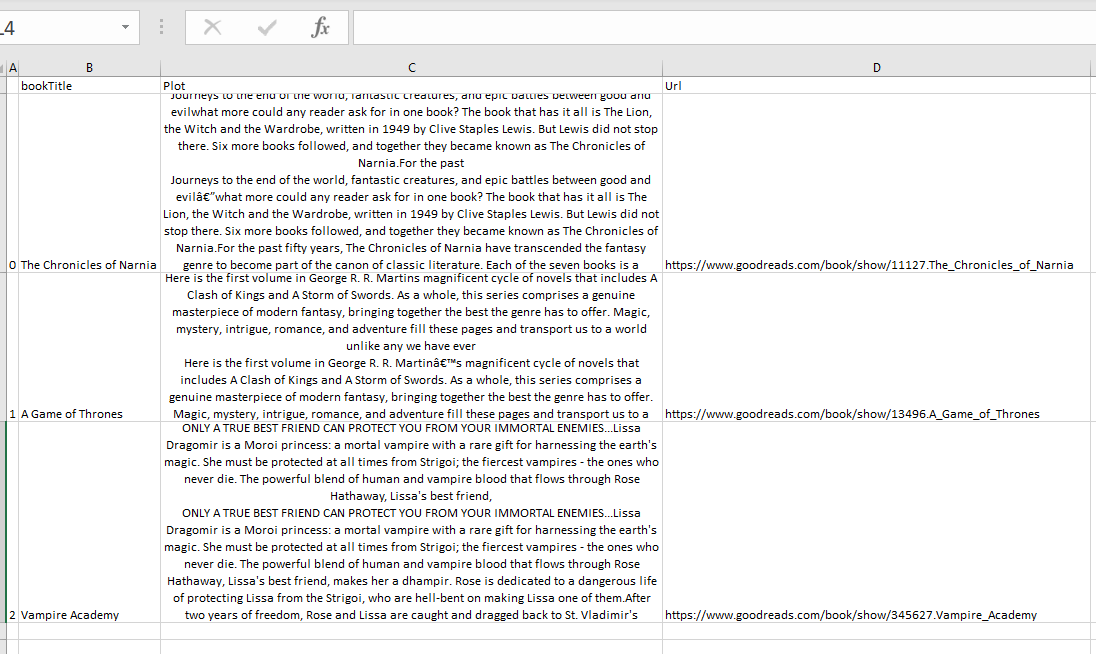 L4
fx
A B C D
bookTitle Plot Url
Journeys to the end of the world, fantastic creatures, and epic battles between good and
evilwhat more could any reader ask for in one book? The book that has it all is The Lion,
the Witch and the Wardrobe, written in 1949 by Clive Staples Lewis. But Lewis did not stop
there. Six more books followed, and together they became known as The Chronicles of
Narnia.For the past
Journeys to the end of the world, fantastic creatures, and epic battles between good and
evilâ€”what more could any reader ask for in one book? The book that has it all is The
Lion, the Witch and the Wardrobe, written in 1949 by Clive Staples Lewis. But Lewis did not
stop there. Six more books followed, and together they became known as The Chronicles of
Narnia.For the past fifty years, The Chronicles of Narnia have transcended the fantasy
0 The Chronicles of Narnia genre to become part of the canon of classic literature. Each of the seven books is a https://www.goodreads.com/book/show/11127.The_Chronicles_of_Narnia
Here is the first volume in George R. R. Martins magnificent cycle of novels that includes A
Clash of Kings and A Storm of Swords. As a whole, this series comprises a genuine
masterpiece of modern fantasy, bringing together the best the genre has to offer. Magic,
mystery, intrigue, romance, and adventure fill these pages and transport us to a world
unlike any we have ever
Here is the first volume in George R. R. Martinâ€™s magnificent cycle of novels that
includes A Clash of Kings and A Storm of Swords. As a whole, this series comprises a
genuine masterpiece of modern fantasy, bringing together the best the genre has to offer.
1 A Game of Thrones Magic, mystery, intrigue, romance, and adventure fill these pages and transport us to a https://www.goodreads.com/book/show/13496.A_Game_of_Thrones
ONLY A TRUE BEST FRIEND CAN PROTECT YOU FROM YOUR IMMORTAL ENEMIES...Lissa
Dragomir is a Moroi princess: a mortal vampire with a rare gift for harnessing the earth's
magic. She must be protected at all times from Strigoi; the fiercest vampires - the ones who
never die. The powerful blend of human and vampire blood that flows through Rose
Hathaway, Lissa's best friend,
ONLY A TRUE BEST FRIEND CAN PROTECT YOU FROM YOUR IMMORTAL ENEMIES...Lissa
Dragomir is a Moroi princess: a mortal vampire with a rare gift for harnessing the earth's
magic. She must be protected at all times from Strigoi; the fiercest vampires - the ones who
never die. The powerful blend of human and vampire blood that flows through Rose
Hathaway, Lissa's best friend, makes her a dhampir. Rose is dedicated to a dangerous life
of protecting Lissa from the Strigoi, who are hell-bent on making Lissa one of them.After
2 Vampire Academy two years of freedom, Rose and Lissa are caught and dragged back to St. Vladimir's https://www.goodreads.com/book/show/345627.Vampire_Academy